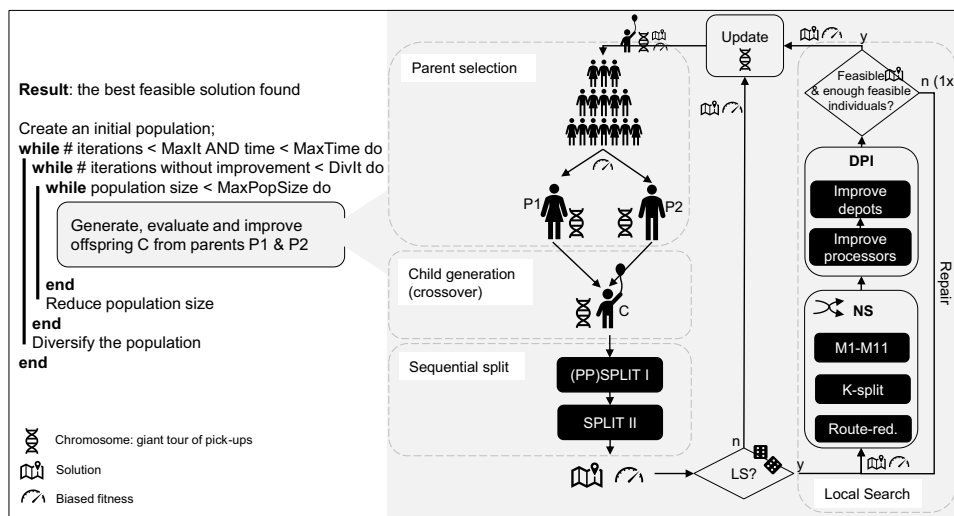 Result: the best feasible solution found
Create an initial population;
while # iterations < MaxIt AND time < MaxTime do
while # iterations without improvement < DivIt do
while population size < MaxPopSize do
Generate, evaluate and improve
offspring C from parents P1 & P2
end
Reduce population size
end
Diversify the population
end
Chromosome: giant tour of pick-ups
Solution
Biased fitness
Parent selection
P1
P2
Child generation
(crossover)
C
Sequential split
(PP)SPLIT I
SPLIT II
LS?
n
y
Update
Local Search
Route-red.
K-split
M1-M11
NS
Improve
processors
Improve
depots
DPI
Feasible
& enough feasible
individuals?
y
n (1x)
Repair